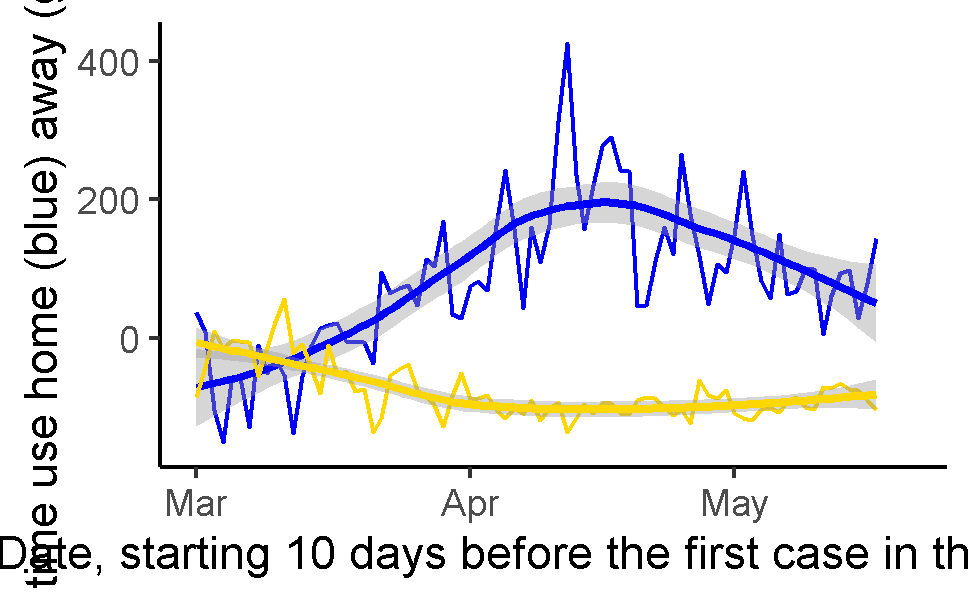 time use home (blue) away (
400
200
0
Mar Apr May
Date, starting 10 days before the first case in th